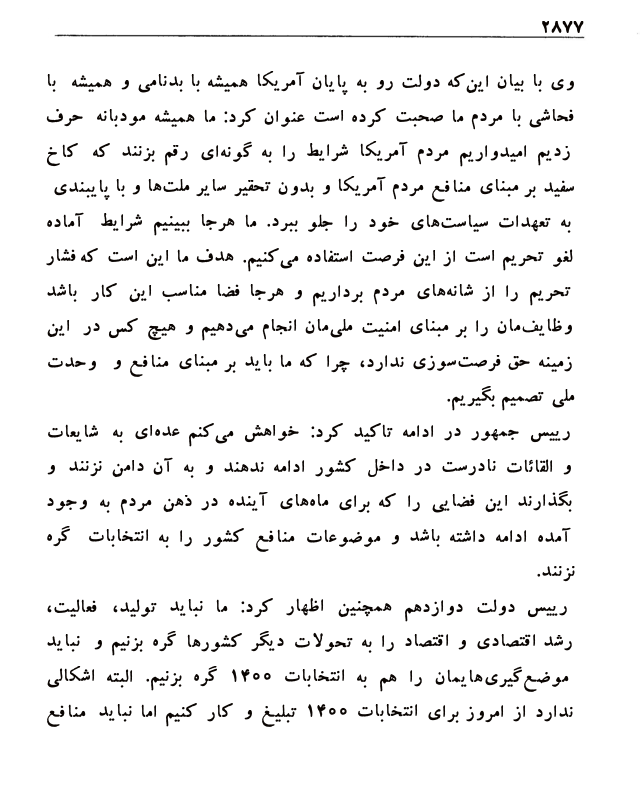 ۲۸۷۷
وی با بیان این‌که دولت رو به پایان آمریکا همیشه با بدنامی و همیشه با
فحاشی با مردم ما صحبت کرده است عنوان کرد: ما همیشه مودبانه حرف
زدیم امیدواریم مردم آمریکا شرایط را به گونه‌ای رقم بزنند که کاخ
سفید بر مبنای منافع مردم آمریکا و بدون تحقیر سایر ملت‌ها و با پایبندی
به تعهدات سیاست‌های خود را جلو ببرد. ما هرجا ببینیم شرایط آماده
لغو تحریم است از این فرصت استفاده می‌کنیم. هدف ما این است که فشار
تحریم را از شانه‌های مردم برداریم و هرجا فضا مناسب این کار باشد
وظایف‌مان را بر مبنای امنیت ملی‌مان انجام می‌دهیم و هیچ کس در این
زمینه حق فرصت‌سوزی ندارد، چرا که ما باید بر مبنای منافع و وحدت
ملی تصمیم بگیریم.
رییس جمهور در ادامه تاکید کرد: خواهش می‌کنم عده‌ای به شایعات
و القائات نادرست در داخل کشور ادامه ندهند و به آن دامن نزنند و
بگذارند این فضایی را که برای ماه‌های آینده در ذهن مردم به وجود
آمده ادامه داشته باشد و موضوعات منافع کشور را به انتخابات گره
نزنند.
رییس دولت دوازدهم همچنین اظهار کرد: ما نباید تولید، فعالیت،
رشد اقتصادی و اقتصاد را به تحولات دیگر کشورها گره بزنیم و نباید
موضع‌گیری‌هایمان را هم به انتخابات ۱۴۰۰ گره بزنیم. البته اشکالی
ندارد از امروز برای انتخابات ۱۴۰۰ تبلیغ و کار کنیم اما نباید منافع